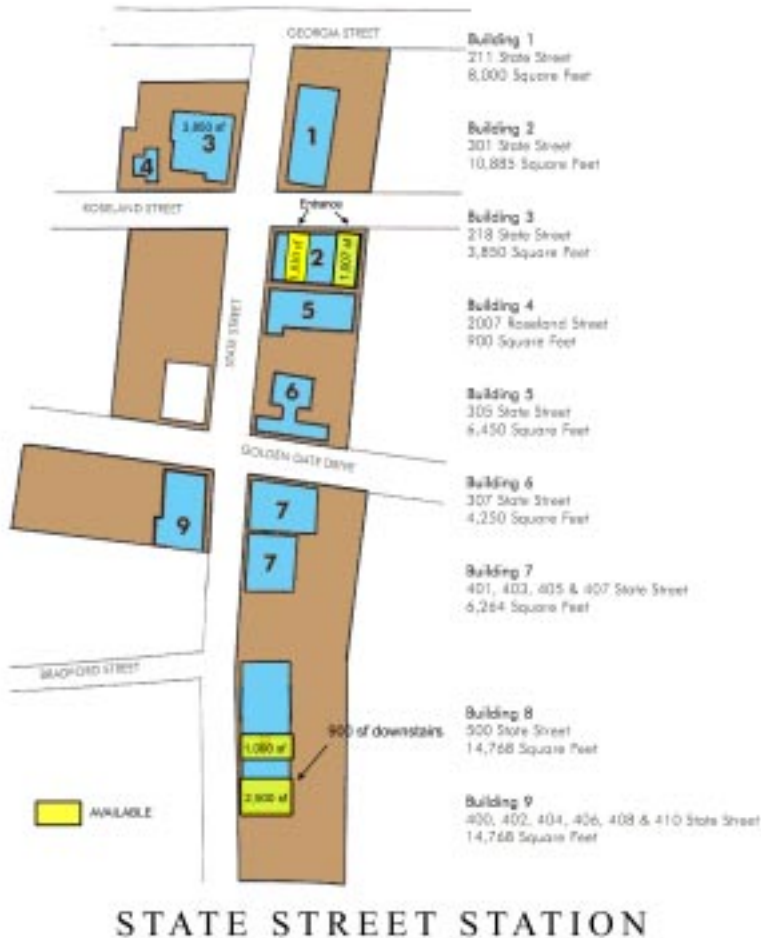 GEORGIA STREET
3,850 sf
3
4
1
ROSELAND STREET
Entrance
2
1,807 sf
5
STATE STREET
6
GOLDEN GATE DRIVE
7
9
7
BRADFORD STREET
900 sf downstairs
1,000 sf
2,500 sf
AVAILABLE
Building 1
211 State Street
8,000 Square Feet
Building 2
301 State Street
10,885 Square Feet
Building 3
218 State Street
3,850 Square Feet
Building 4
2007 Roseland Street
900 Square Feet
Building 5
305 State Street
6,450 Square Feet
Building 6
307 State Street
4,250 Square Feet
Building 7
401, 403, 405 & 407 State Street
6,264 Square Feet
Building 8
500 State Street
14,768 Square Feet
Building 9
400, 402, 404, 406, 408 & 410 State Street
14,768 Square Feet
STATE STREET STATION